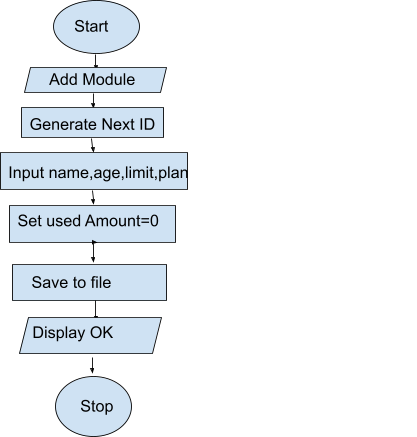 Start
Add Module
Generate Next ID
Input name,age,limit,plan
Set used Amount=0
Save to file
Display OK
Stop